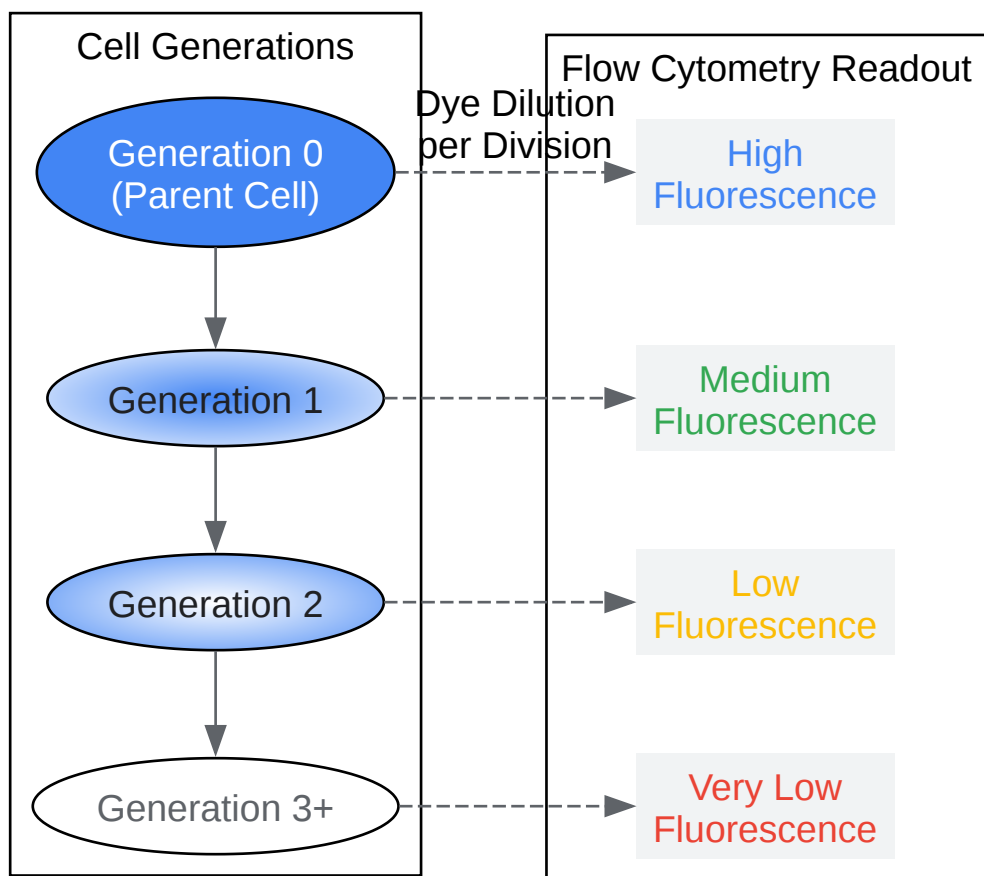 Cell Generations
Flow Cytometry Readout
Dye Dilution
per Division
Generation 0
(Parent Cell)
High
Fluorescence
Generation 1
Medium
Fluorescence
Generation 2
Low
Fluorescence
Generation 3+
Very Low
Fluorescence